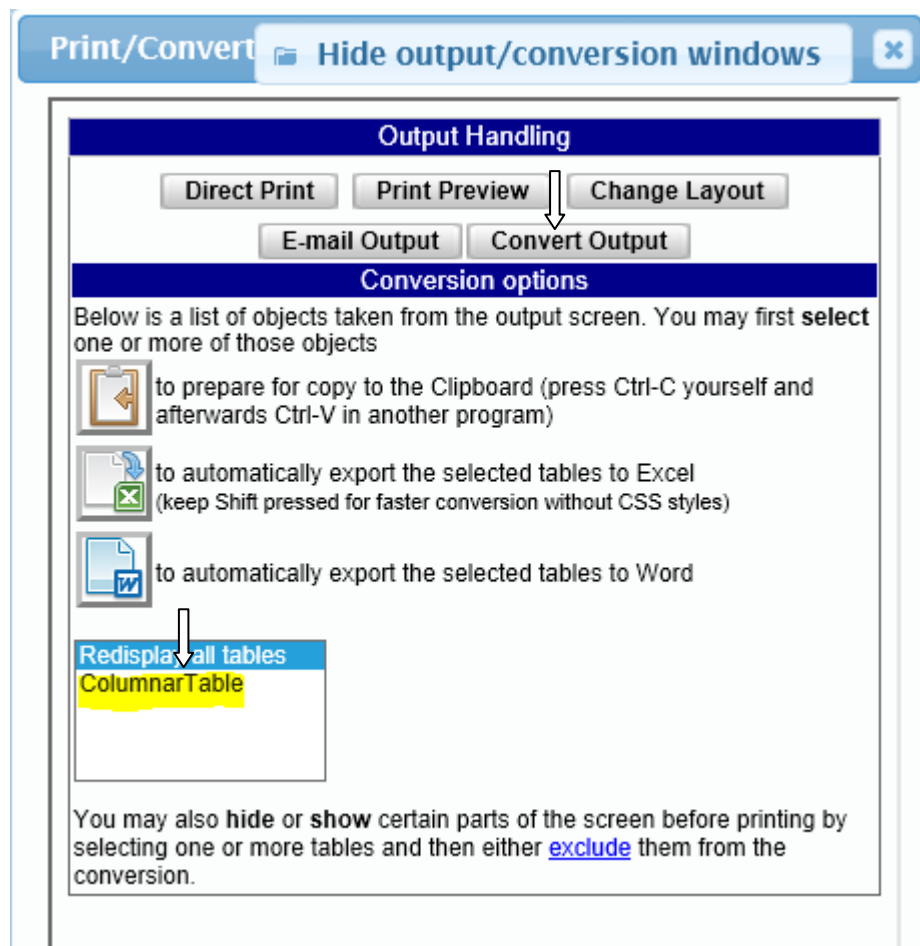 Print/Convert
Hide output/conversion windows
Output Handling
Direct Print Print Preview Change Layout
E-mail Output Convert Output
Conversion options
Below is a list of objects taken from the output screen. You may first select
one or more of those objects
to prepare for copy to the Clipboard (press Ctrl-C yourself and
afterwards Ctrl-V in another program)
to automatically export the selected tables to Excel
(keep Shift pressed for faster conversion without CSS styles)
to automatically export the selected tables to Word
Redisplay all tables
ColumnarTable
You may also hide or show certain parts of the screen before printing by
selecting one or more tables and then either exclude them from the
conversion.